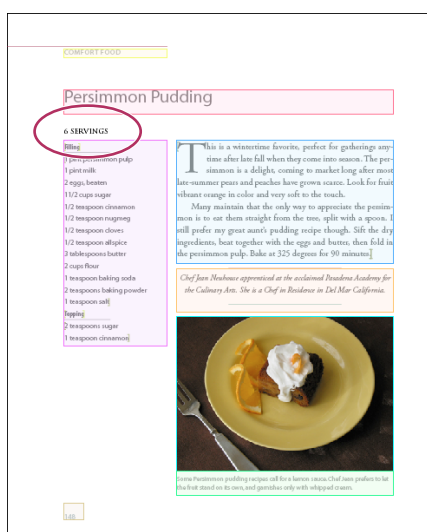 COMFORT FOOD
Persimmon Pudding
6 SERVINGS
Filling
1 pint persimmon pulp
1 pint milk
2 eggs, beaten
1 1/2 cups sugar
1/2 teaspoon cinnamon
1/2 teaspoon nugmeg
1/2 teaspoon cloves
1/2 teaspoon allspice
3 tablespoons butter
2 cups flour
1 teaspoon baking soda
2 teaspoons baking powder
1 teaspoon salt
Topping
2 teaspoons sugar
1 teaspoon cinnamon
This is a wintertime favorite, perfect for gatherings any-
time after late fall when they come into season. The per-
simmon is a delight, coming to market long after most
late-summer pears and peaches have grown scarce. Look for fruit
vibrant orange in color and very soft to the touch.
Many maintain that the only way to appreciate the persim-
mon is to eat them straight from the tree, split with a spoon. I
still prefer my great aunt's pudding recipe though. Sift the dry
ingredients, beat together with the eggs and butter, then fold in
the persimmon pulp. Bake at 325 degrees for 90 minutes.
Chef Jean Neuhouse apprenticed at the acclaimed Pasadena Academy for
the Culinary Arts. She is a Chef in Residence in Del Mar California.
Some Persimmon pudding recipes call for a lemon sauce. Chef Jean prefers to let
the fruit stand on its own, and garnishes only with whipped cream.
148